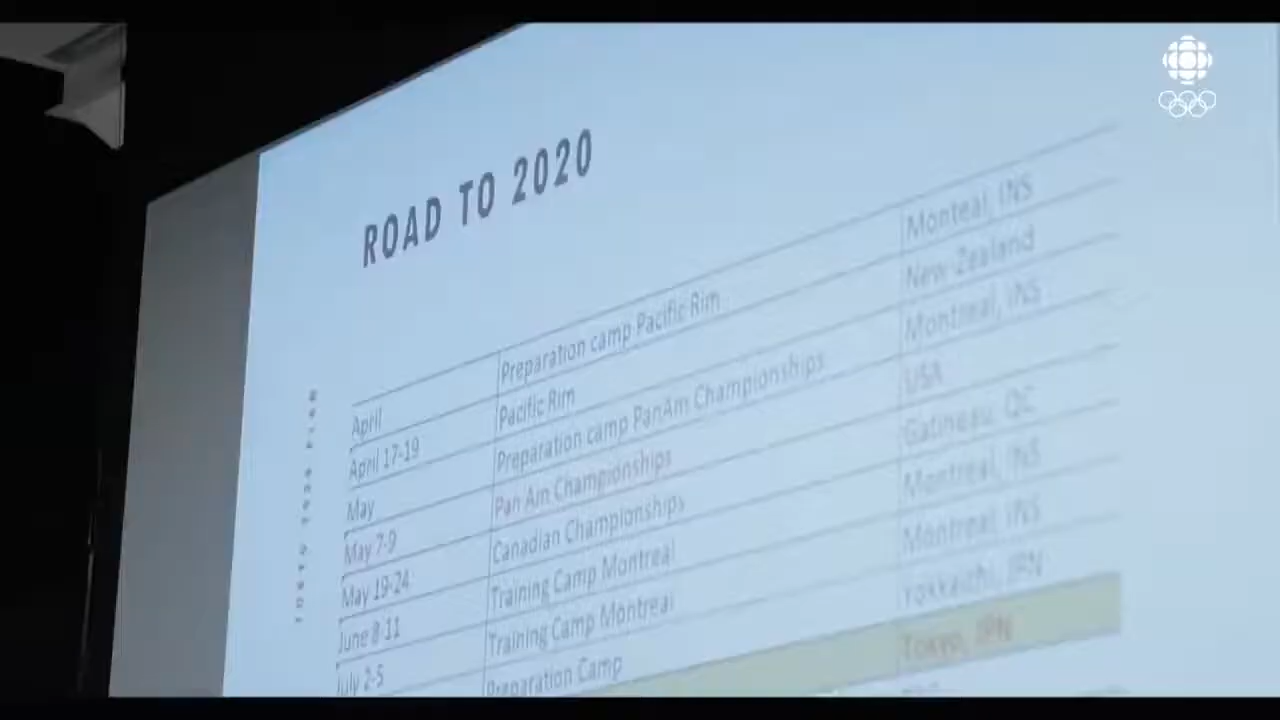 ROAD TO 2020
April Preparation camp Pacific Rim Monteal, INS
April 17-19 Pacific Rim New-Zealand
May Preparation camp PanAm Championships Montreal, INS
May 7-9 Pan Am Championships USA
May 19-24 Canadian Championships Gatineau, QC
June 8-11 Training Camp Montreal Montreal, INS
July 2-5 Training Camp Montreal Montreal, INS
Preparation Camp Yokkaichi, JPN
Tokyo, JPN